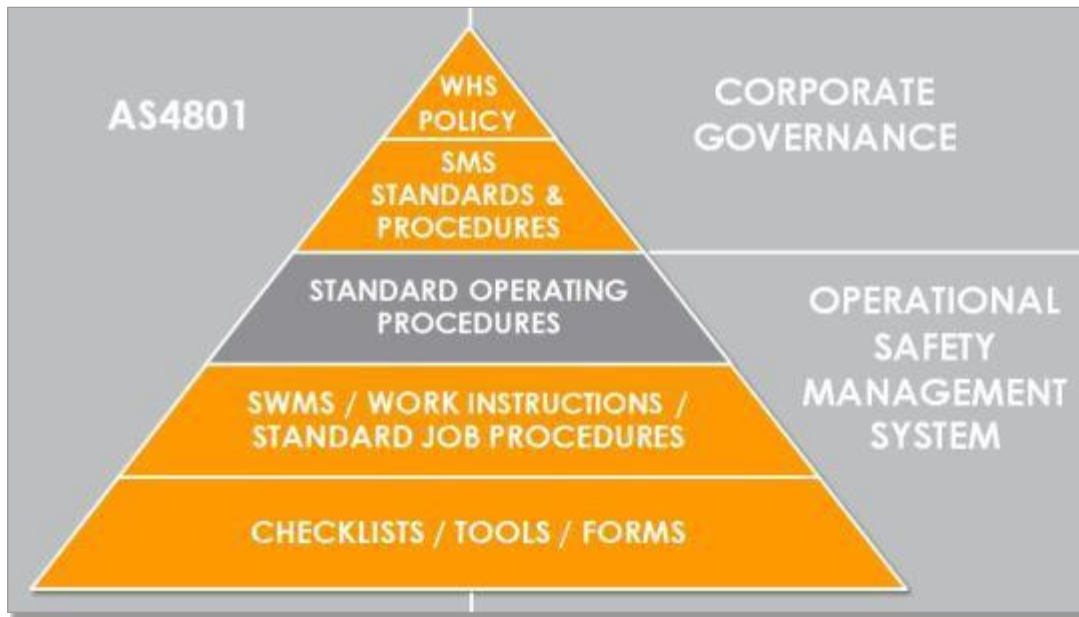 AS4801
WHS
POLICY
SMS
STANDARDS &
PROCEDURES
STANDARD OPERATING
PROCEDURES
SWMS / WORK INSTRUCTIONS /
STANDARD JOB PROCEDURES
CHECKLISTS / TOOLS / FORMS
CORPORATE
GOVERNANCE
OPERATIONAL
SAFETY
MANAGEMENT
SYSTEM